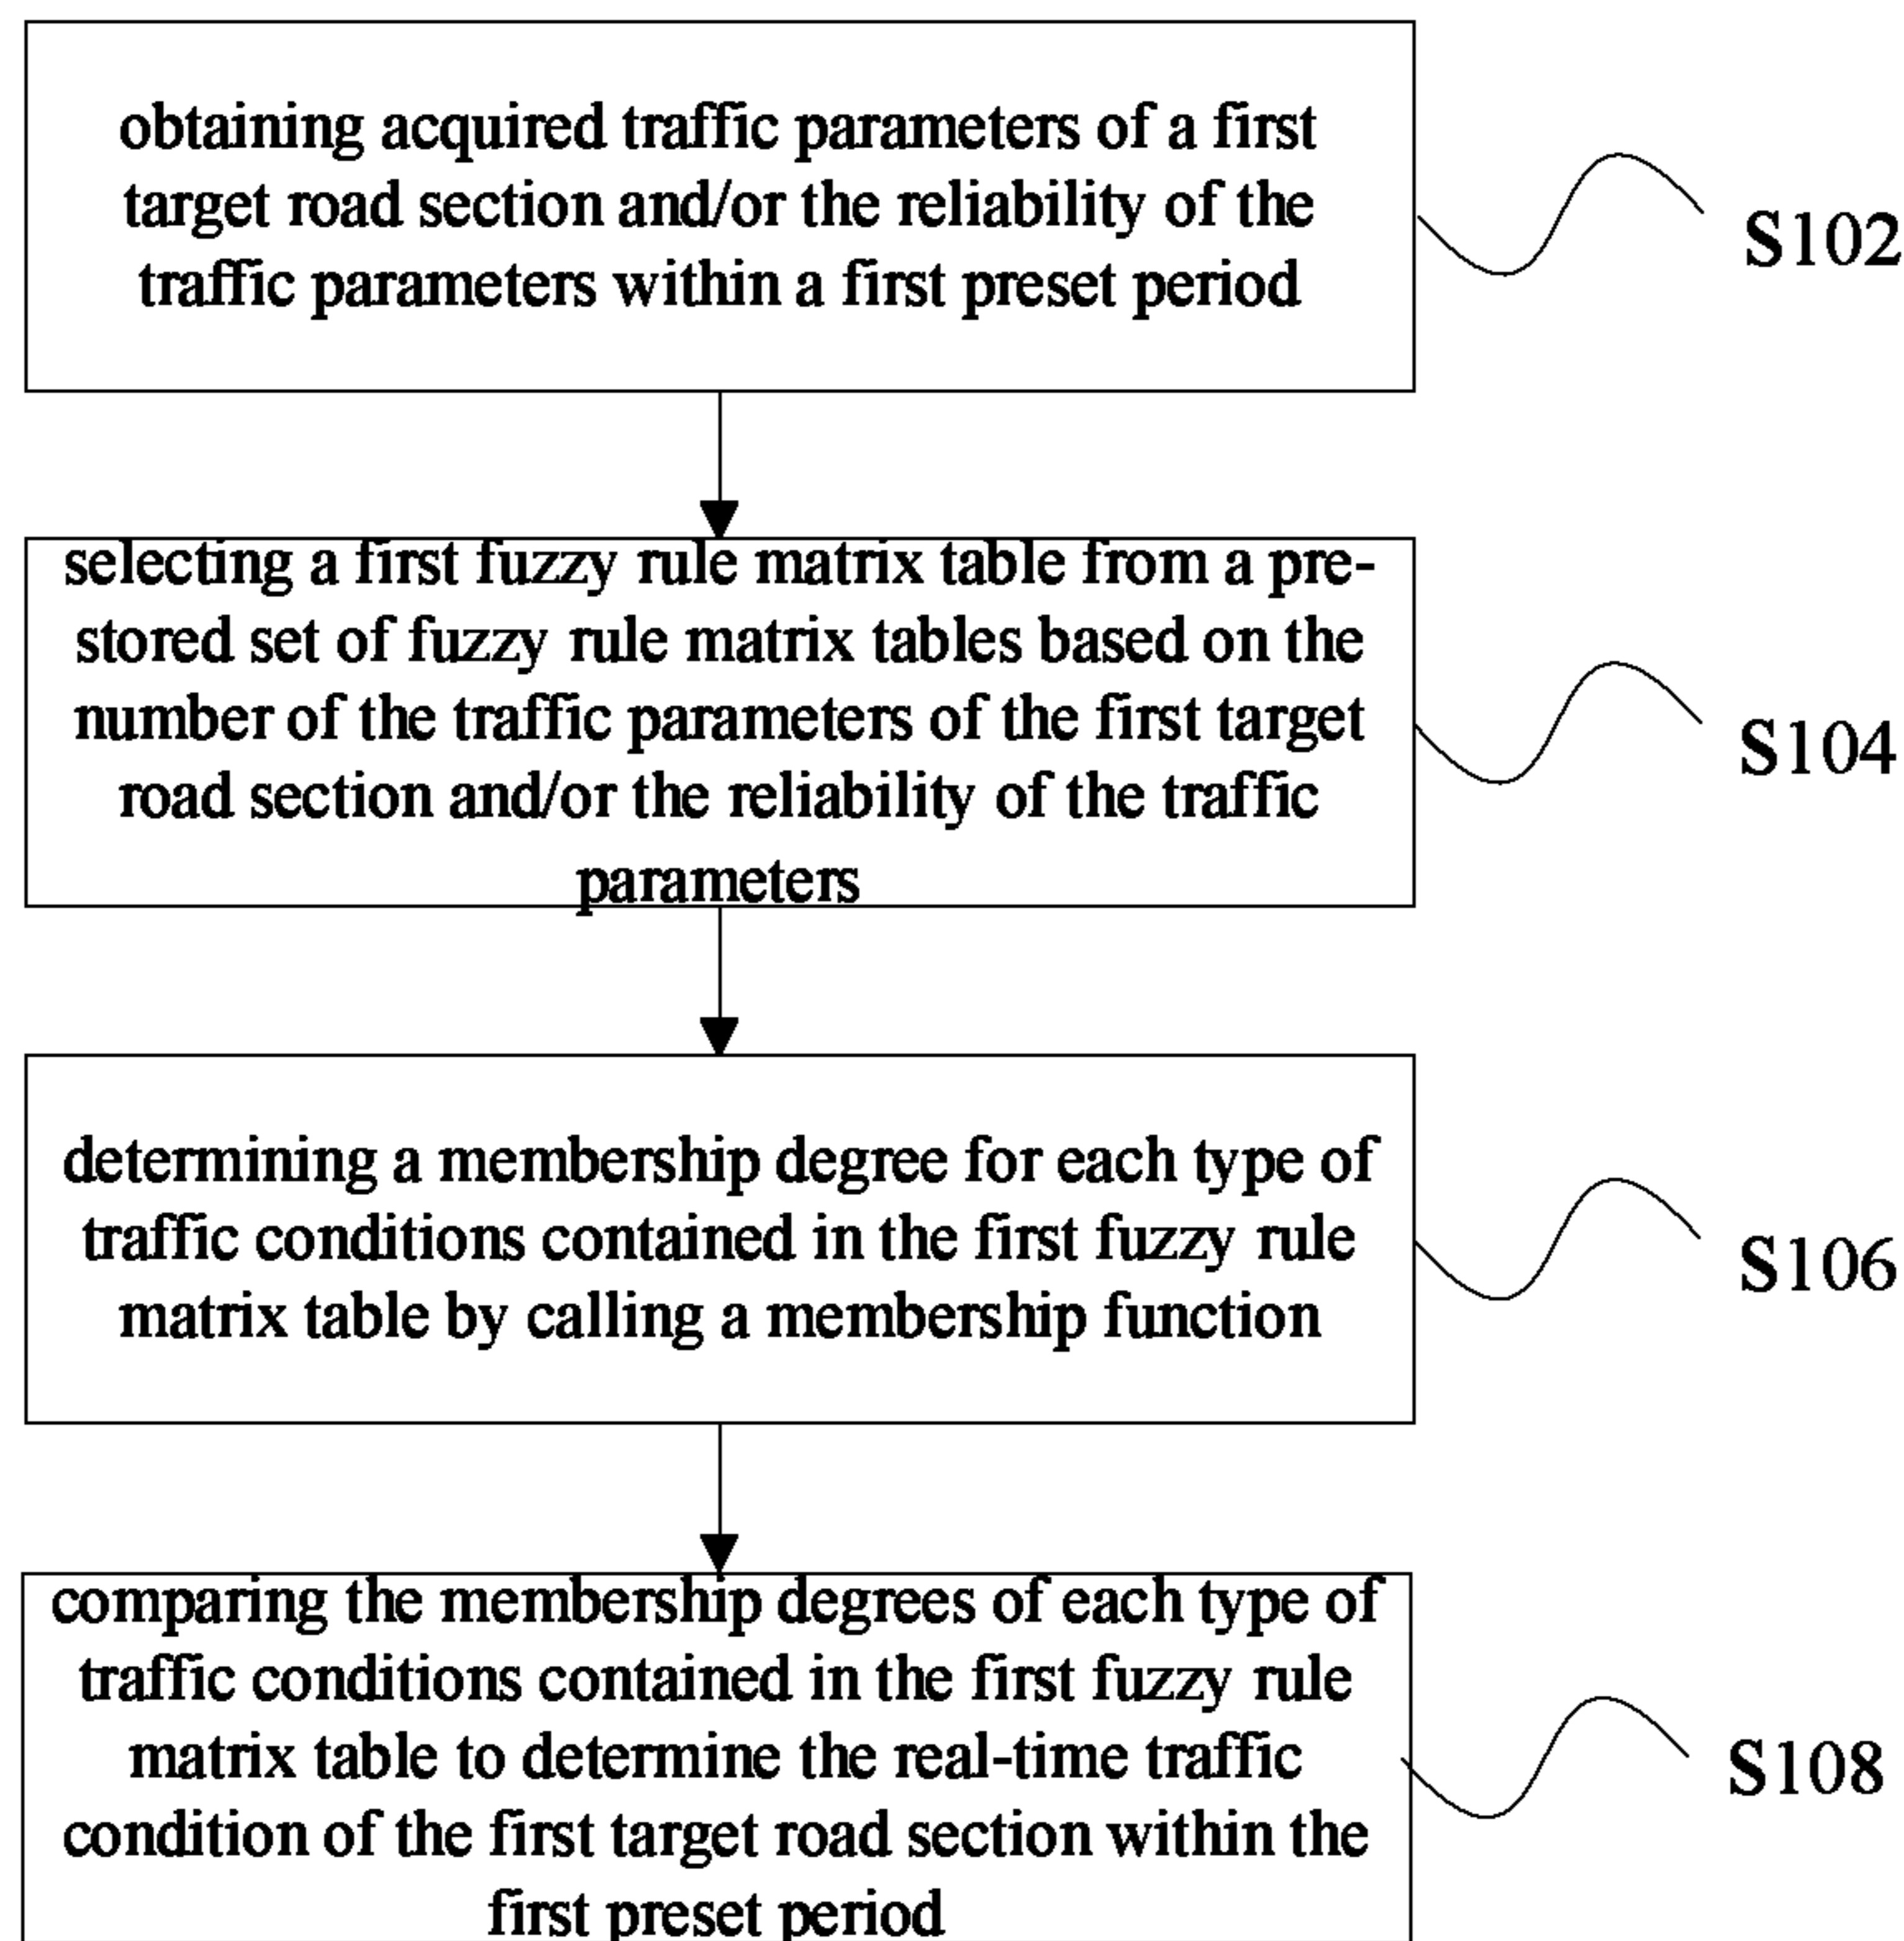 obtaining acquired traffic parameters of a first
target road section and/or the reliability of the
traffic parameters within a first preset period
S102
selecting a first fuzzy rule matrix table from a pre-
stored set of fuzzy rule matrix tables based on the
number of the traffic parameters of the first target
road section and/or the reliability of the traffic
parameters
S104
determining a membership degree for each type of
traffic conditions contained in the first fuzzy rule
matrix table by calling a membership function
S106
comparing the membership degrees of each type of
traffic conditions contained in the first fuzzy rule
matrix table to determine the real-time traffic
condition of the first target road section within the
first preset period
S108